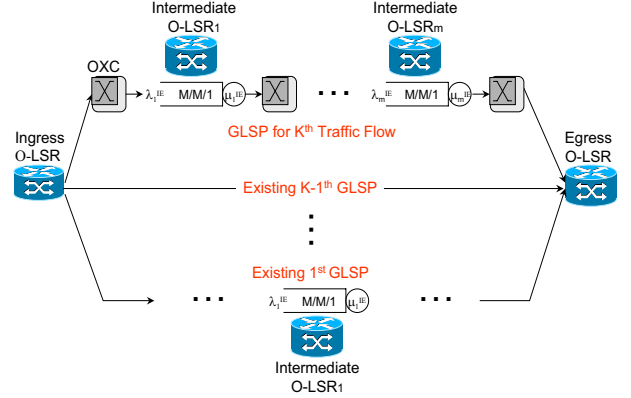 Intermediate
O-LSR1
Intermediate
O-LSRm
OXC
λ1IE M/M/1 μ1IE
λmIE M/M/1 μmIE
GLSP for Kth Traffic Flow
Ingress
O-LSR
Egress
O-LSR
Existing K-1th GLSP
Existing 1st GLSP
λ1IE M/M/1 μ1IE
Intermediate
O-LSR1